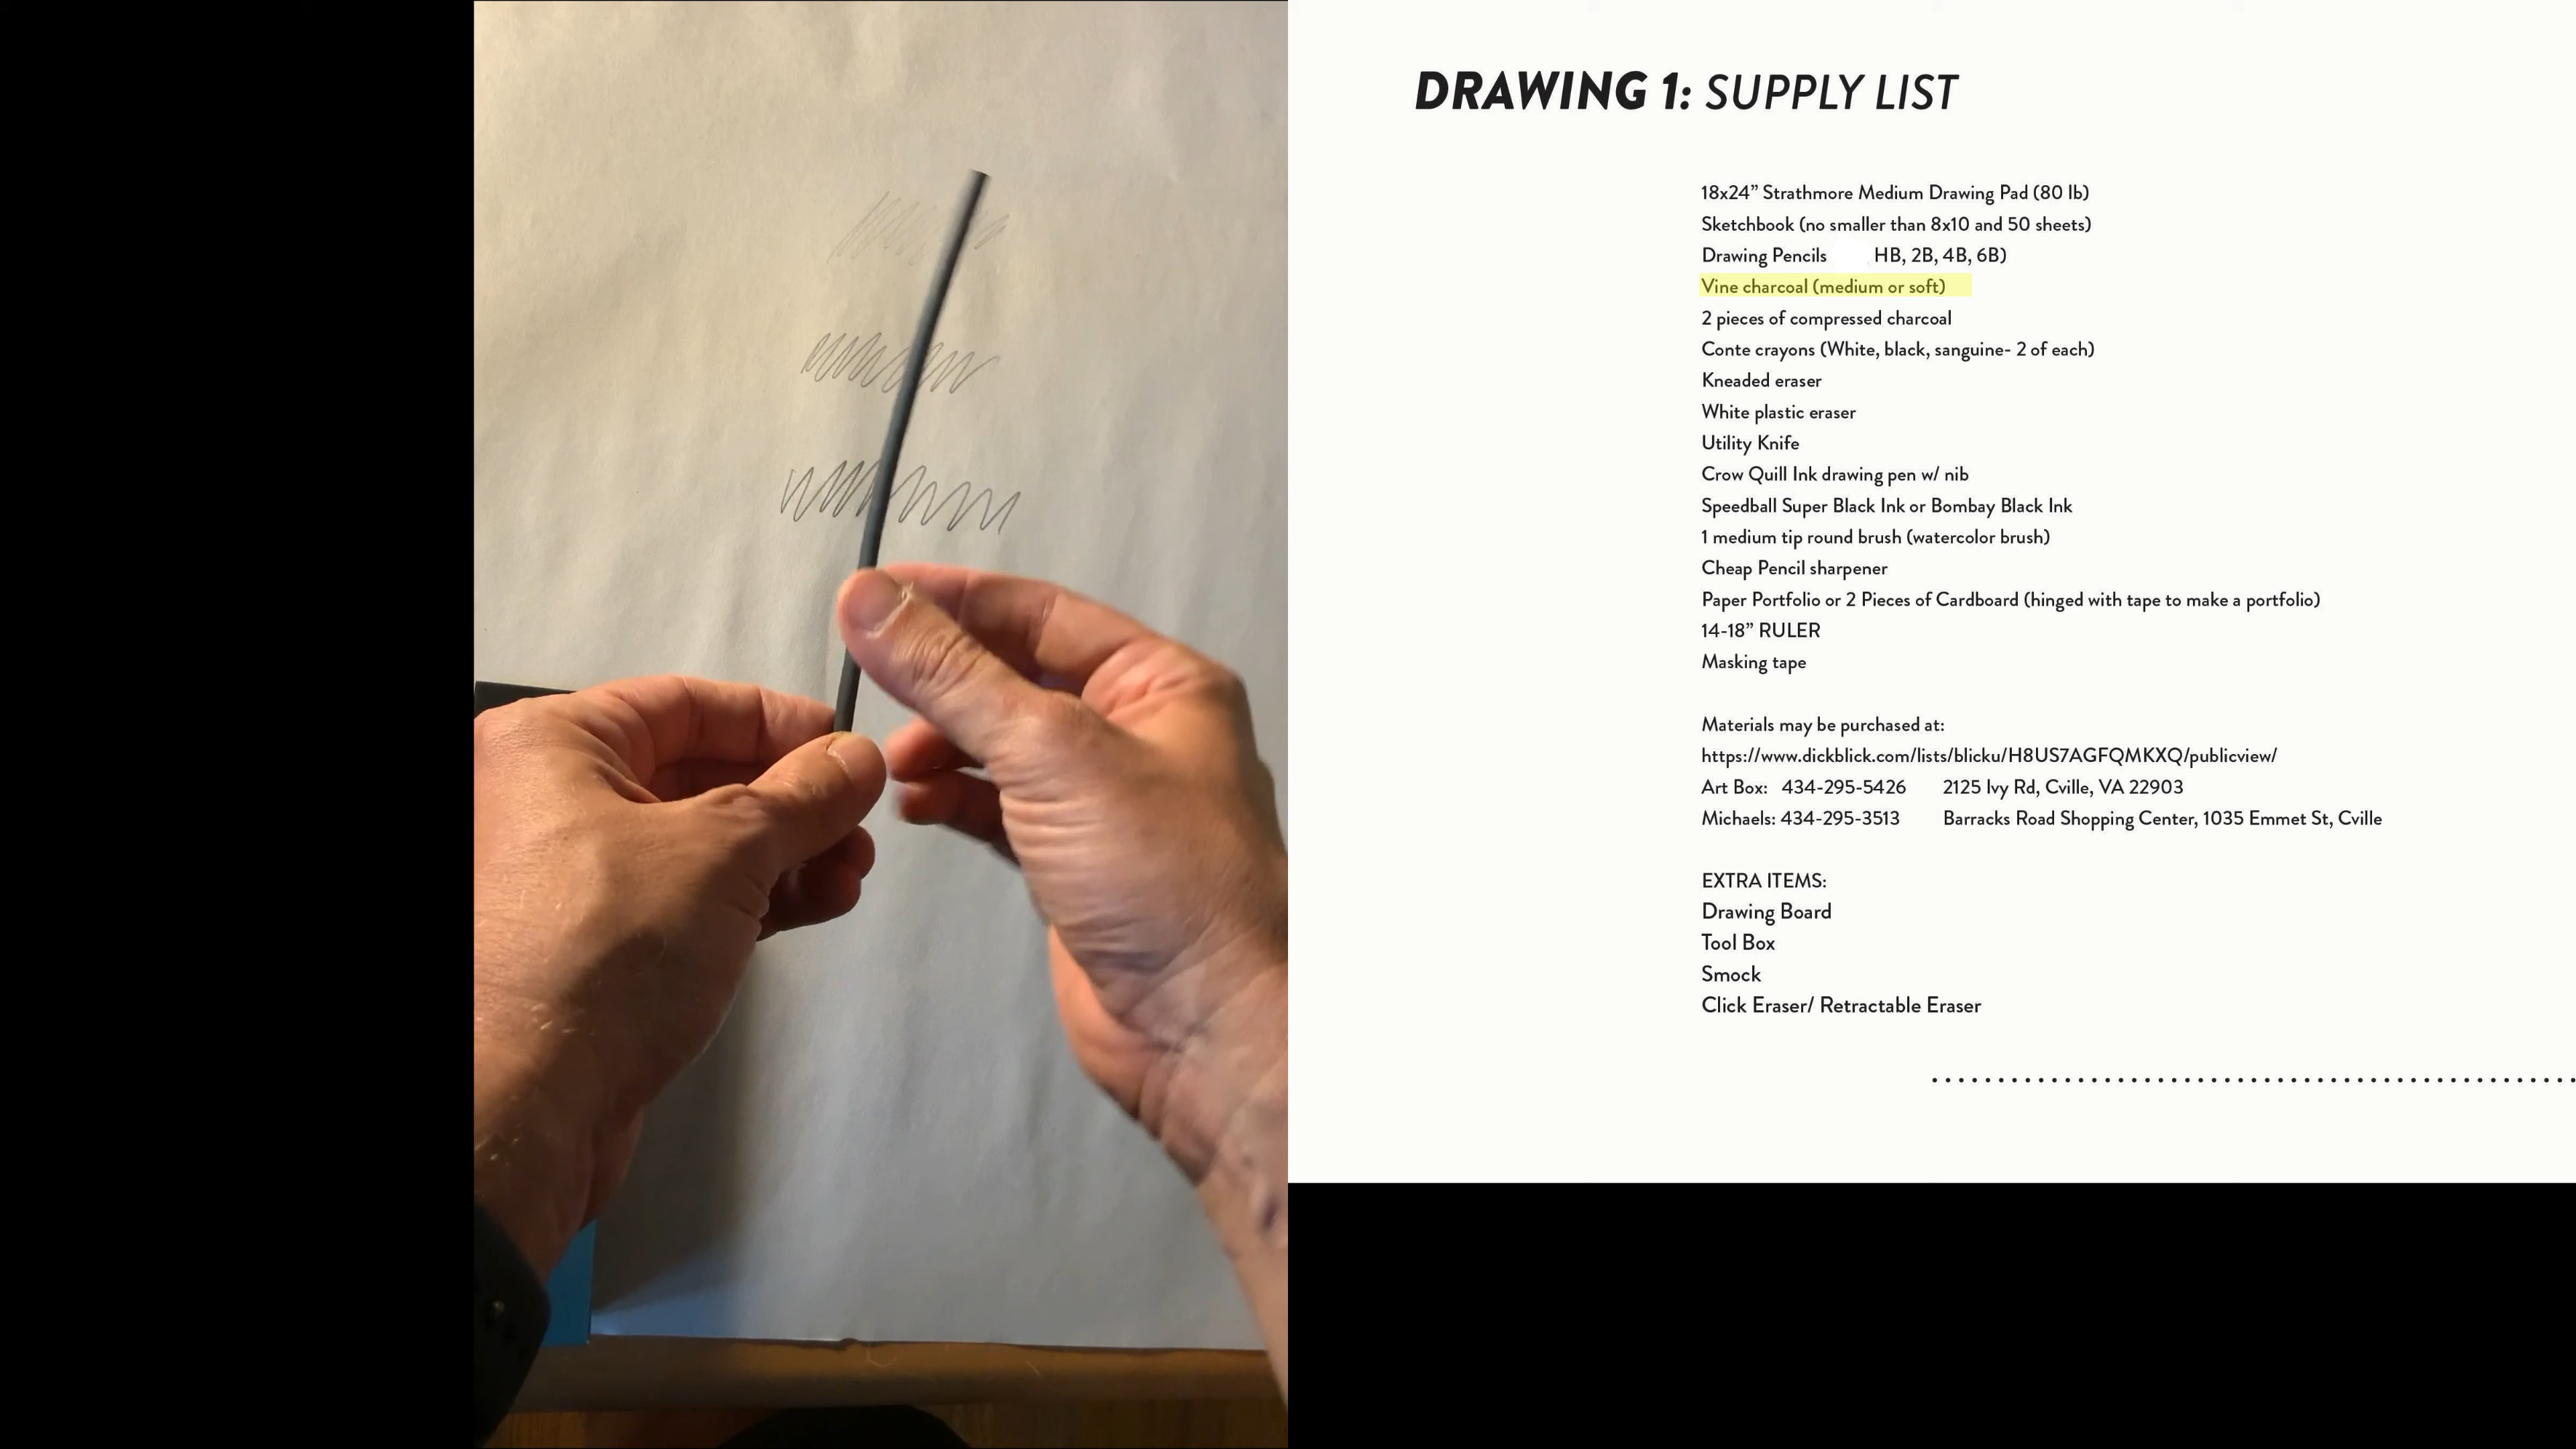 DRAWING 1: SUPPLY LIST
18x24” Strathmore Medium Drawing Pad (80 lb)
Sketchbook (no smaller than 8x10 and 50 sheets)
Drawing Pencils HB, 2B, 4B, 6B)
Vine charcoal (medium or soft)
2 pieces of compressed charcoal
Conte crayons (White, black, sanguine- 2 of each)
Kneaded eraser
White plastic eraser
Utility Knife
Crow Quill Ink drawing pen w/ nib
Speedball Super Black Ink or Bombay Black Ink
1 medium tip round brush (watercolor brush)
Cheap Pencil sharpener
Paper Portfolio or 2 Pieces of Cardboard (hinged with tape to make a portfolio)
14-18” RULER
Masking tape
Materials may be purchased at:
https://www.dickblick.com/lists/blicku/H8US7AGFQMKXQ/publicview/
Art Box: 434-295-5426 2125 Ivy Rd, Cville, VA 22903
Michaels: 434-295-3513 Barracks Road Shopping Center, 1035 Emmet St, Cville
EXTRA ITEMS:
Drawing Board
Tool Box
Smock
Click Eraser/ Retractable Eraser